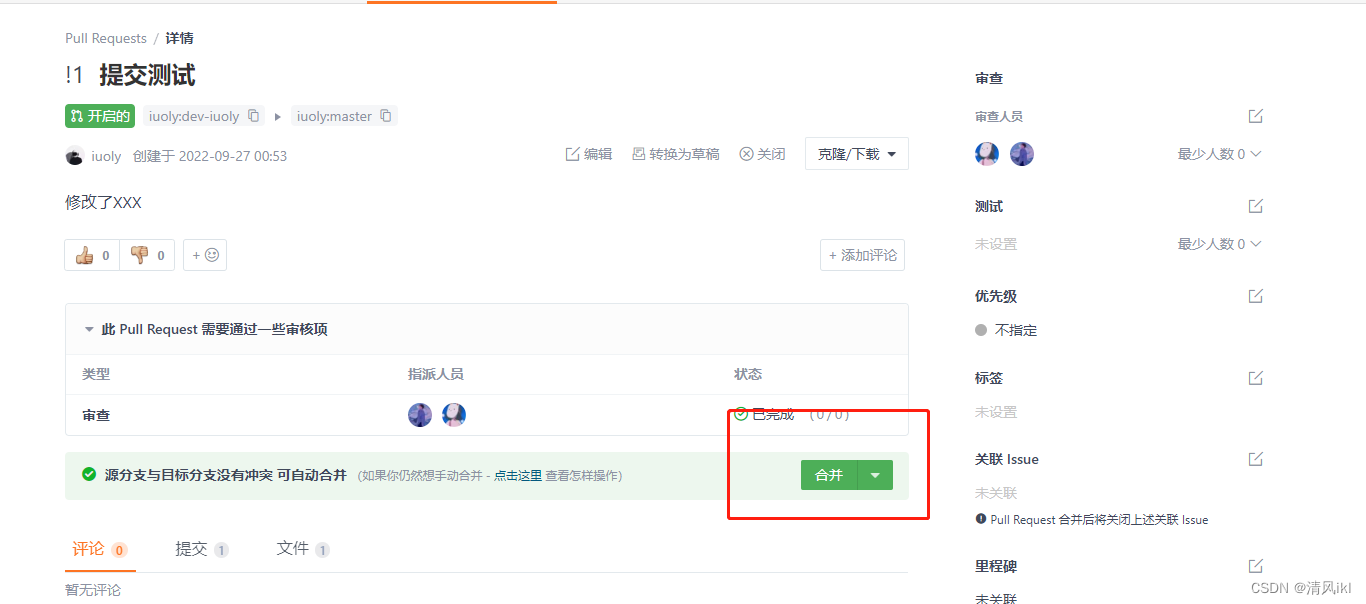 Pull Requests / 详情
!1 提交测试
开启的 iuoly:dev-iuoly ▸ iuoly:master
iuoly 创建于 2022-09-27 00:53
编辑 转换为草稿 关闭 克隆/下载
修改了XXX
0 0 +
+ 添加评论
此 Pull Request 需要通过一些审核项
类型 指派人员 状态
审查 已完成 (0/0)
源分支与目标分支没有冲突 可自动合并 (如果你仍然想手动合并 - 点击这里 查看怎样操作) 合并
评论 0 提交 1 文件 1
暂无评论
审查
审查人员
最少人数 0
测试
未设置 最少人数 0
优先级
不指定
标签
未设置
关联 Issue
未关联
Pull Request 合并后将关闭上述关联 Issue
里程碑
未关联
CSDN @清风ikl